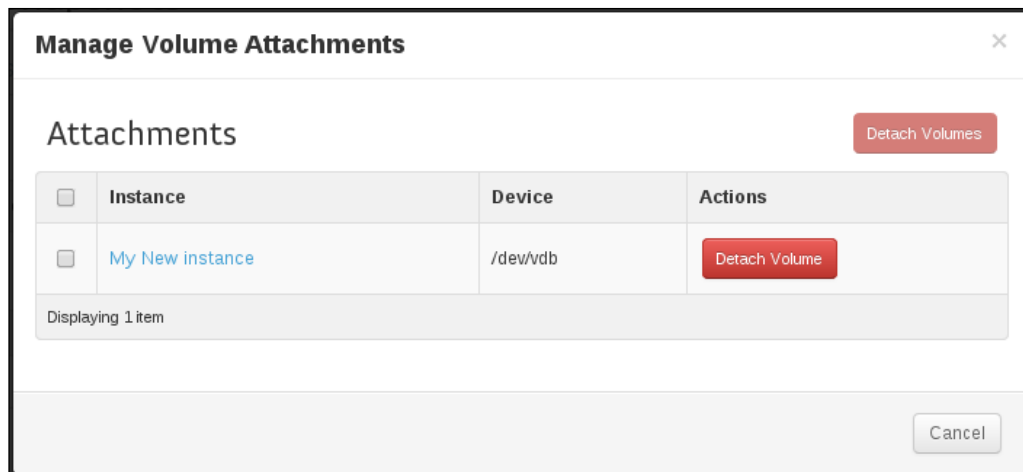 Manage Volume Attachments ×
Attachments Detach Volumes
Instance Device Actions
My New instance /dev/vdb Detach Volume
Displaying 1 item
Cancel